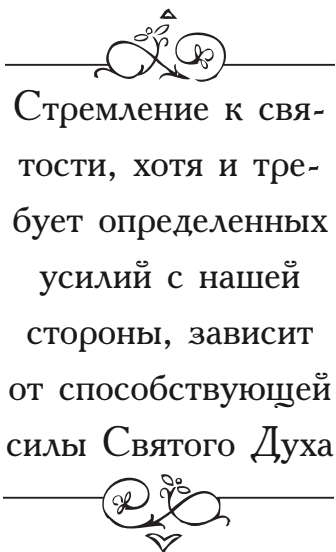 Стремление к свя-
тости, хотя и тре-
бует определенных
усилий с нашей
стороны, зависит
от способствующей
силы Святого Духа